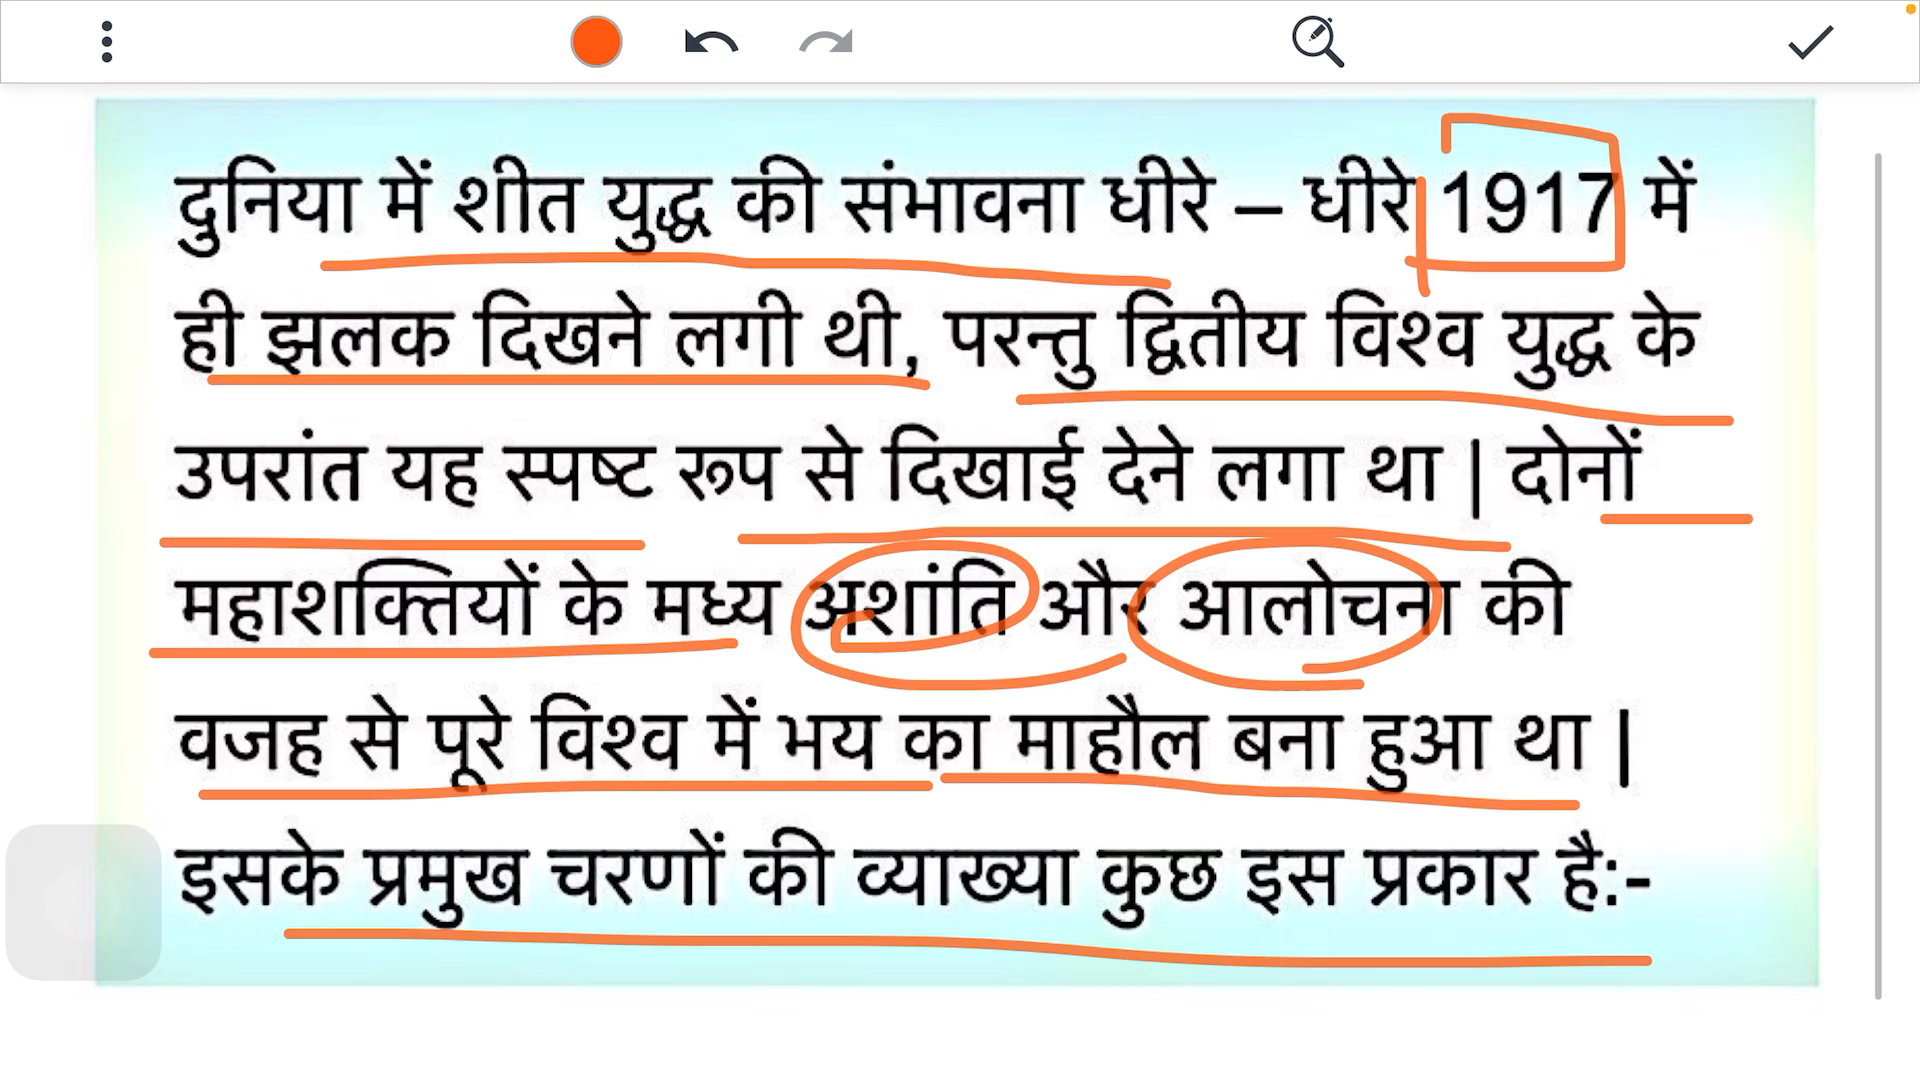 दुनिया में शीत युद्ध की संभावना धीरे – धीरे 1917 में
ही झलक दिखने लगी थी, परन्तु द्वितीय विश्व युद्ध के
उपरांत यह स्पष्ट रूप से दिखाई देने लगा था | दोनों
महाशक्तियों के मध्य अशांति और आलोचना की
वजह से पूरे विश्व में भय का माहौल बना हुआ था |
इसके प्रमुख चरणों की व्याख्या कुछ इस प्रकार है:-